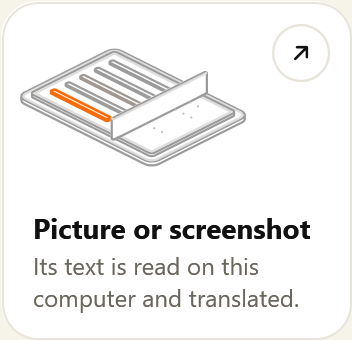 Picture or screenshot
Its text is read on this
computer and translated.